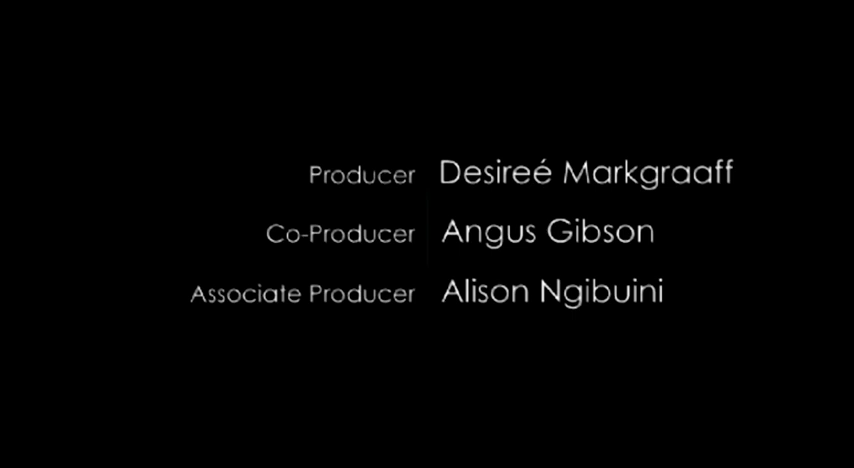 Producer Desireé Markgraaff
Co-Producer Angus Gibson
Associate Producer Alison Ngibuini